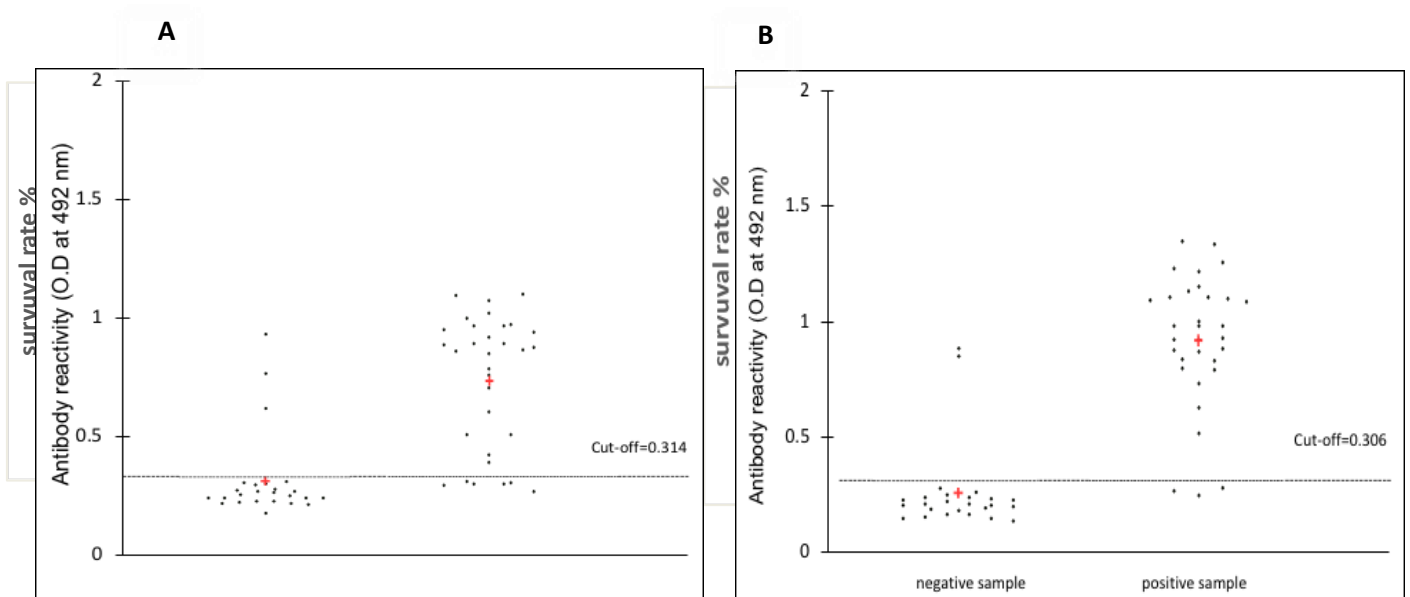 A
B
survuval rate %
Antibody reactivity (O.D at 492 nm)
2
1.5
1
0.5
0
Cut-off=0.314
survuval rate %
Antibody reactivity (O.D at 492 nm)
2
1.5
1
0.5
0
Cut-off=0.306
negative sample
positive sample